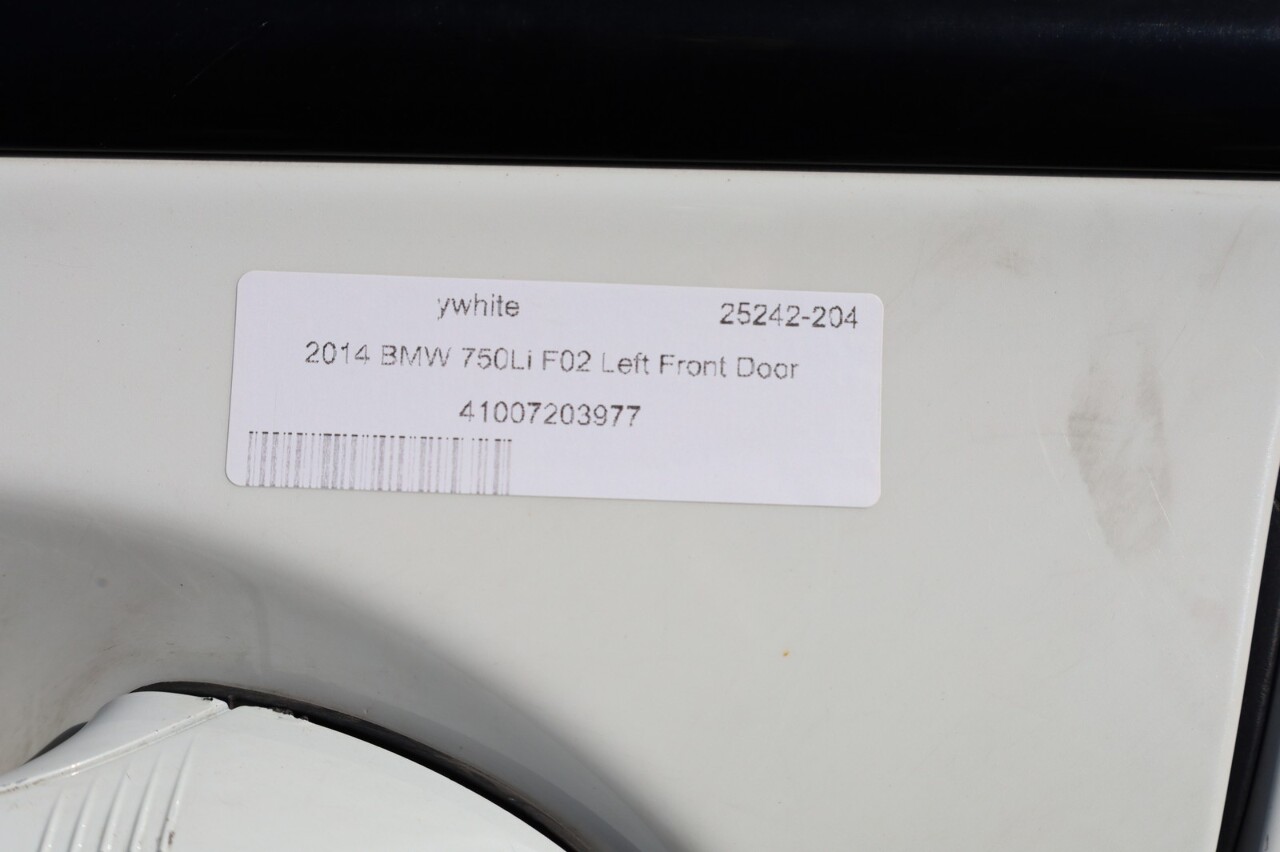 ywhite 25242-204
2014 BMW 750Li F02 Left Front Door
41007203977